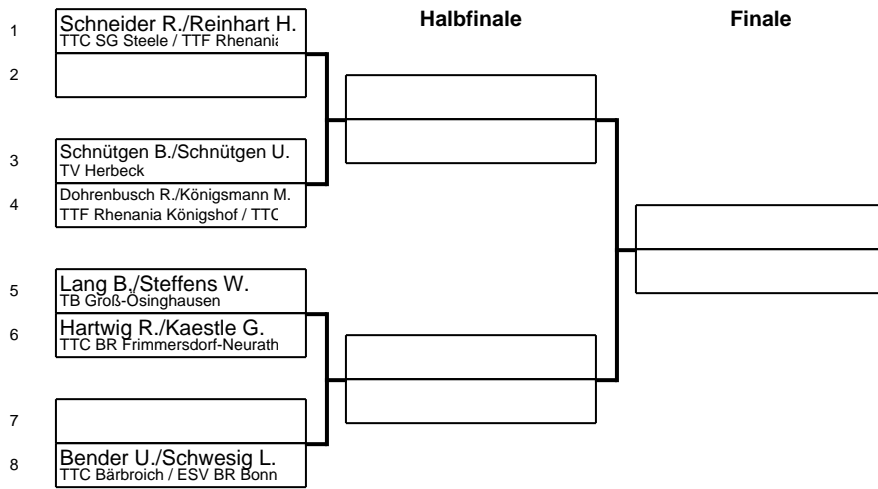 Halbfinale
Finale
1
Schneider R./Reinhart H.
TTC SG Steele / TTF Rhenania
2
3
Schnütgen B./Schnütgen U.
TV Herbeck
4
Dohrenbusch R./Königsmann M.
TTF Rhenania Königshof / TTC
5
Lang B./Steffens W.
TB Groß-Ösinghausen
6
Hartwig R./Kaestle G.
TTC BR Frimmersdorf-Neurath
7
8
Bender U./Schwesig L.
TTC Bärbroich / ESV BR Bonn